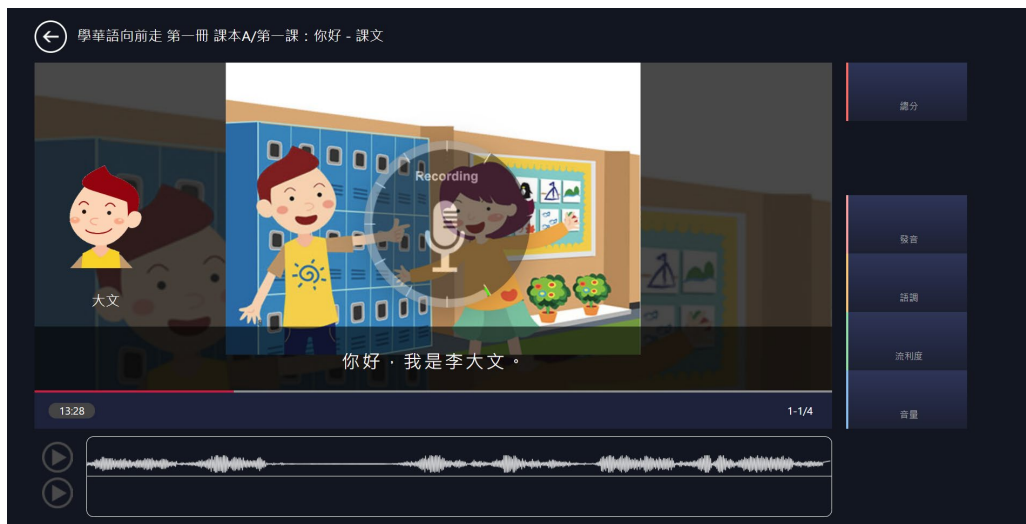 學華語向前走 第一冊 課本A/第一課：你好 - 課文
總分
Recording
發音
大文
語調
你好，我是李大文。
流利度
13:28
1-1/4
音量